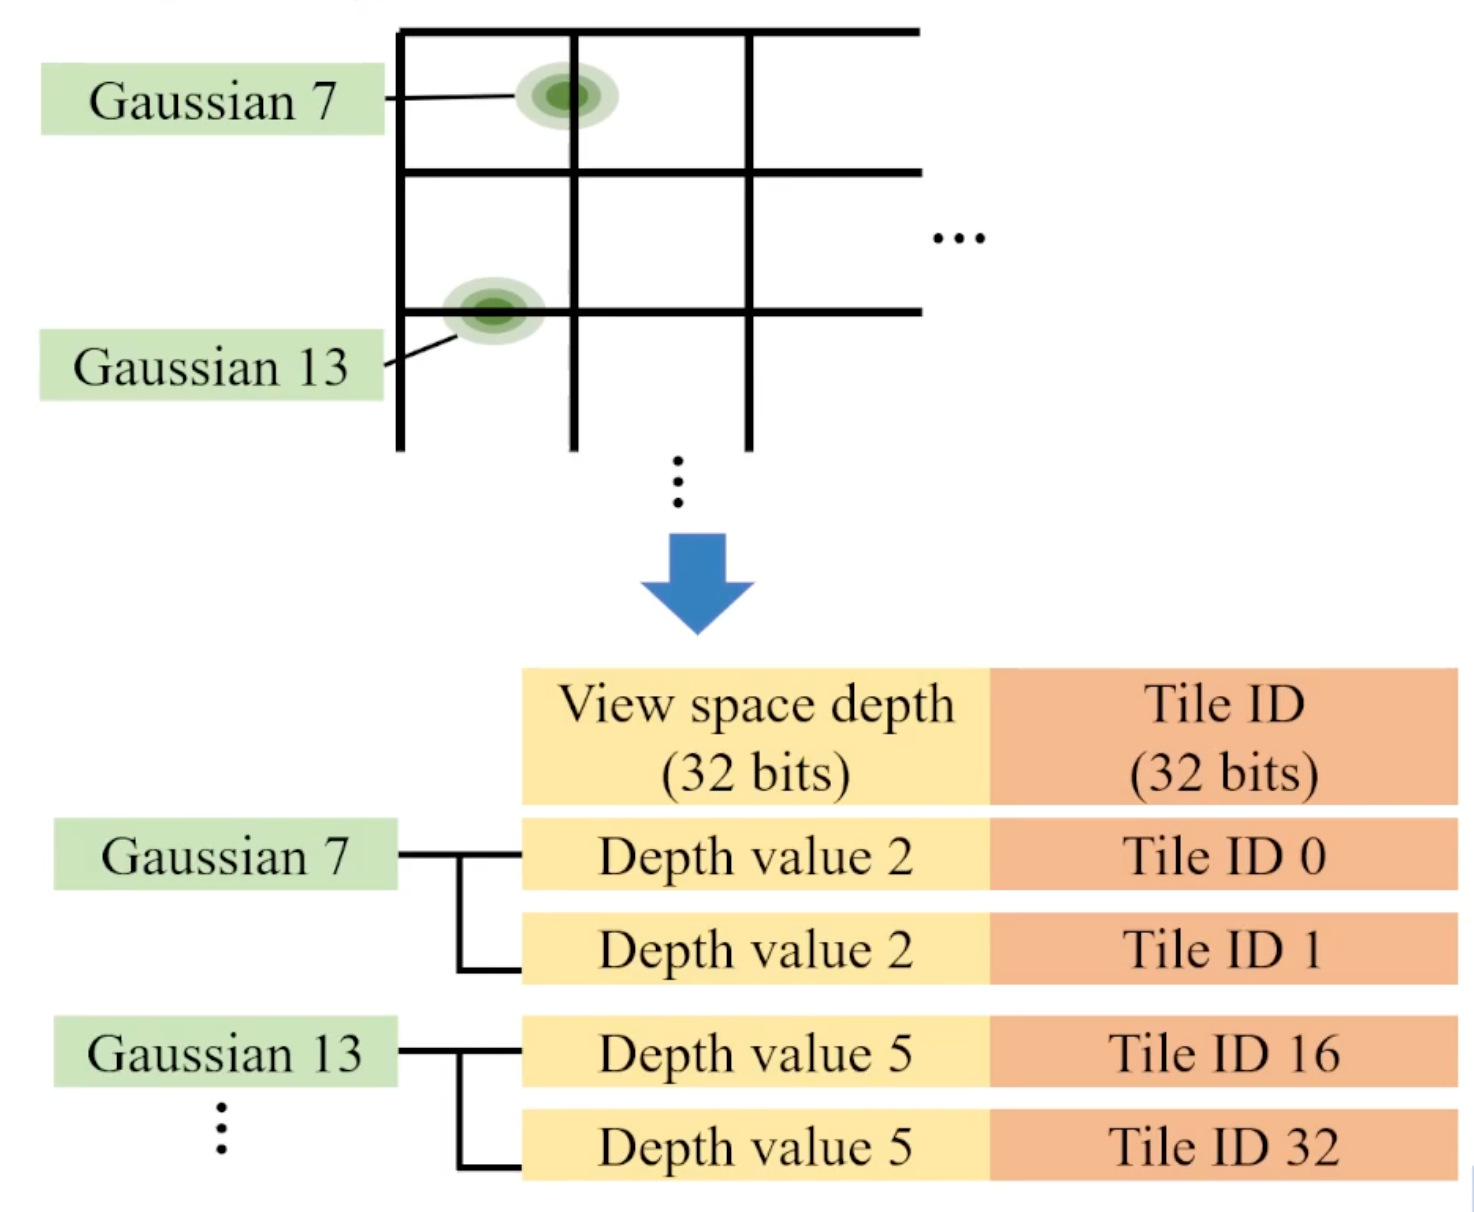 Gaussian 7
Gaussian 13
View space depth
(32 bits)
Tile ID
(32 bits)
Gaussian 7
Depth value 2
Tile ID 0
Depth value 2
Tile ID 1
Gaussian 13
Depth value 5
Tile ID 16
Depth value 5
Tile ID 32